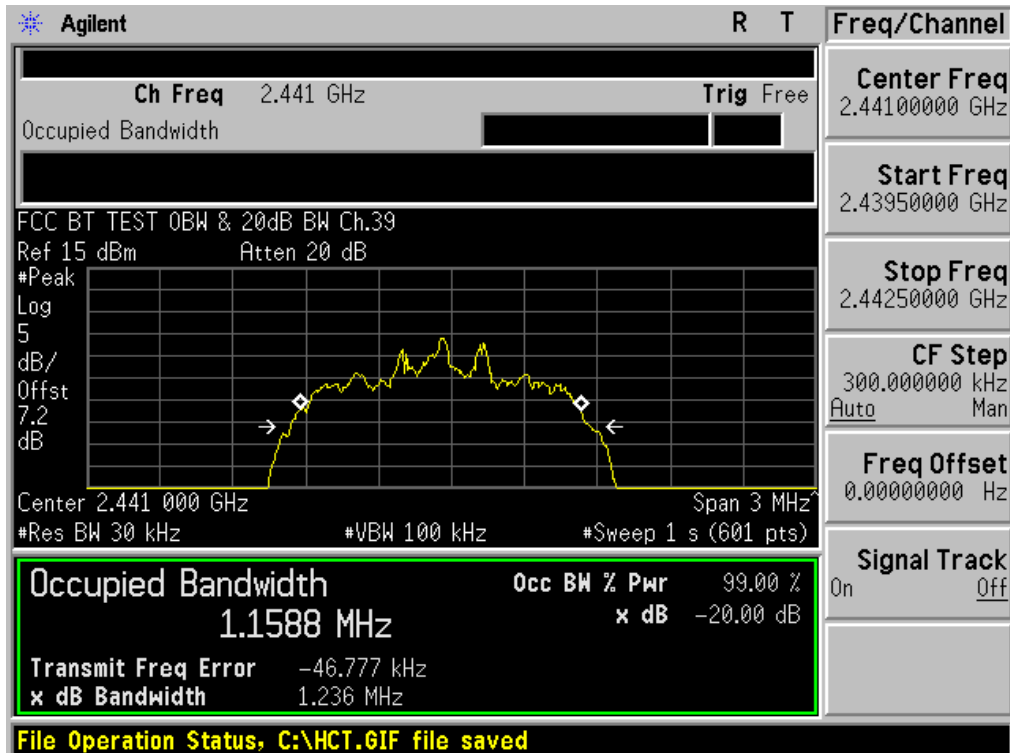 Agilent R T Freq/Channel
Ch Freq 2.441 GHz Trig Free
Occupied Bandwidth
Center Freq
2.44100000 GHz
Start Freq
2.43950000 GHz
Stop Freq
2.44250000 GHz
CF Step
300.000000 kHz
Auto Man
Freq Offset
0.00000000 Hz
Signal Track
On Off
FCC BT TEST OBW & 20dB BW Ch.39
Ref 15 dBm Atten 20 dB
#Peak
Log
5
dB/
Offst
7.2
dB
Center 2.441 000 GHz Span 3 MHz^
#Res BW 30 kHz #VBW 100 kHz #Sweep 1 s (601 pts)
Occupied Bandwidth Occ BW % Pwr 99.00 %
1.1588 MHz x dB -20.00 dB
Transmit Freq Error -46.777 kHz
x dB Bandwidth 1.236 MHz
File Operation Status, C:\HCT.GIF file saved